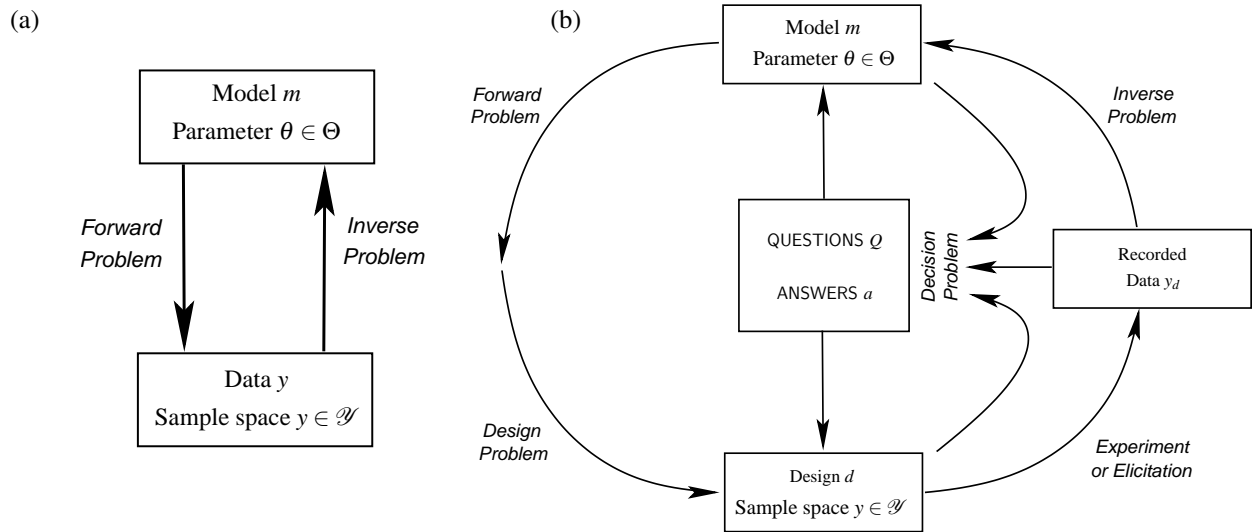 (a)
Model m
Parameter θ ∈ Θ
Forward
Problem
Inverse
Problem
Data y
Sample space y ∈ 𝒴
(b)
Model m
Parameter θ ∈ Θ
Forward
Problem
Inverse
Problem
QUESTIONS Q
ANSWERS a
Decision
Problem
Recorded
Data y_d
Design
Problem
Design d
Sample space y ∈ 𝒴
Experiment
or Elicitation